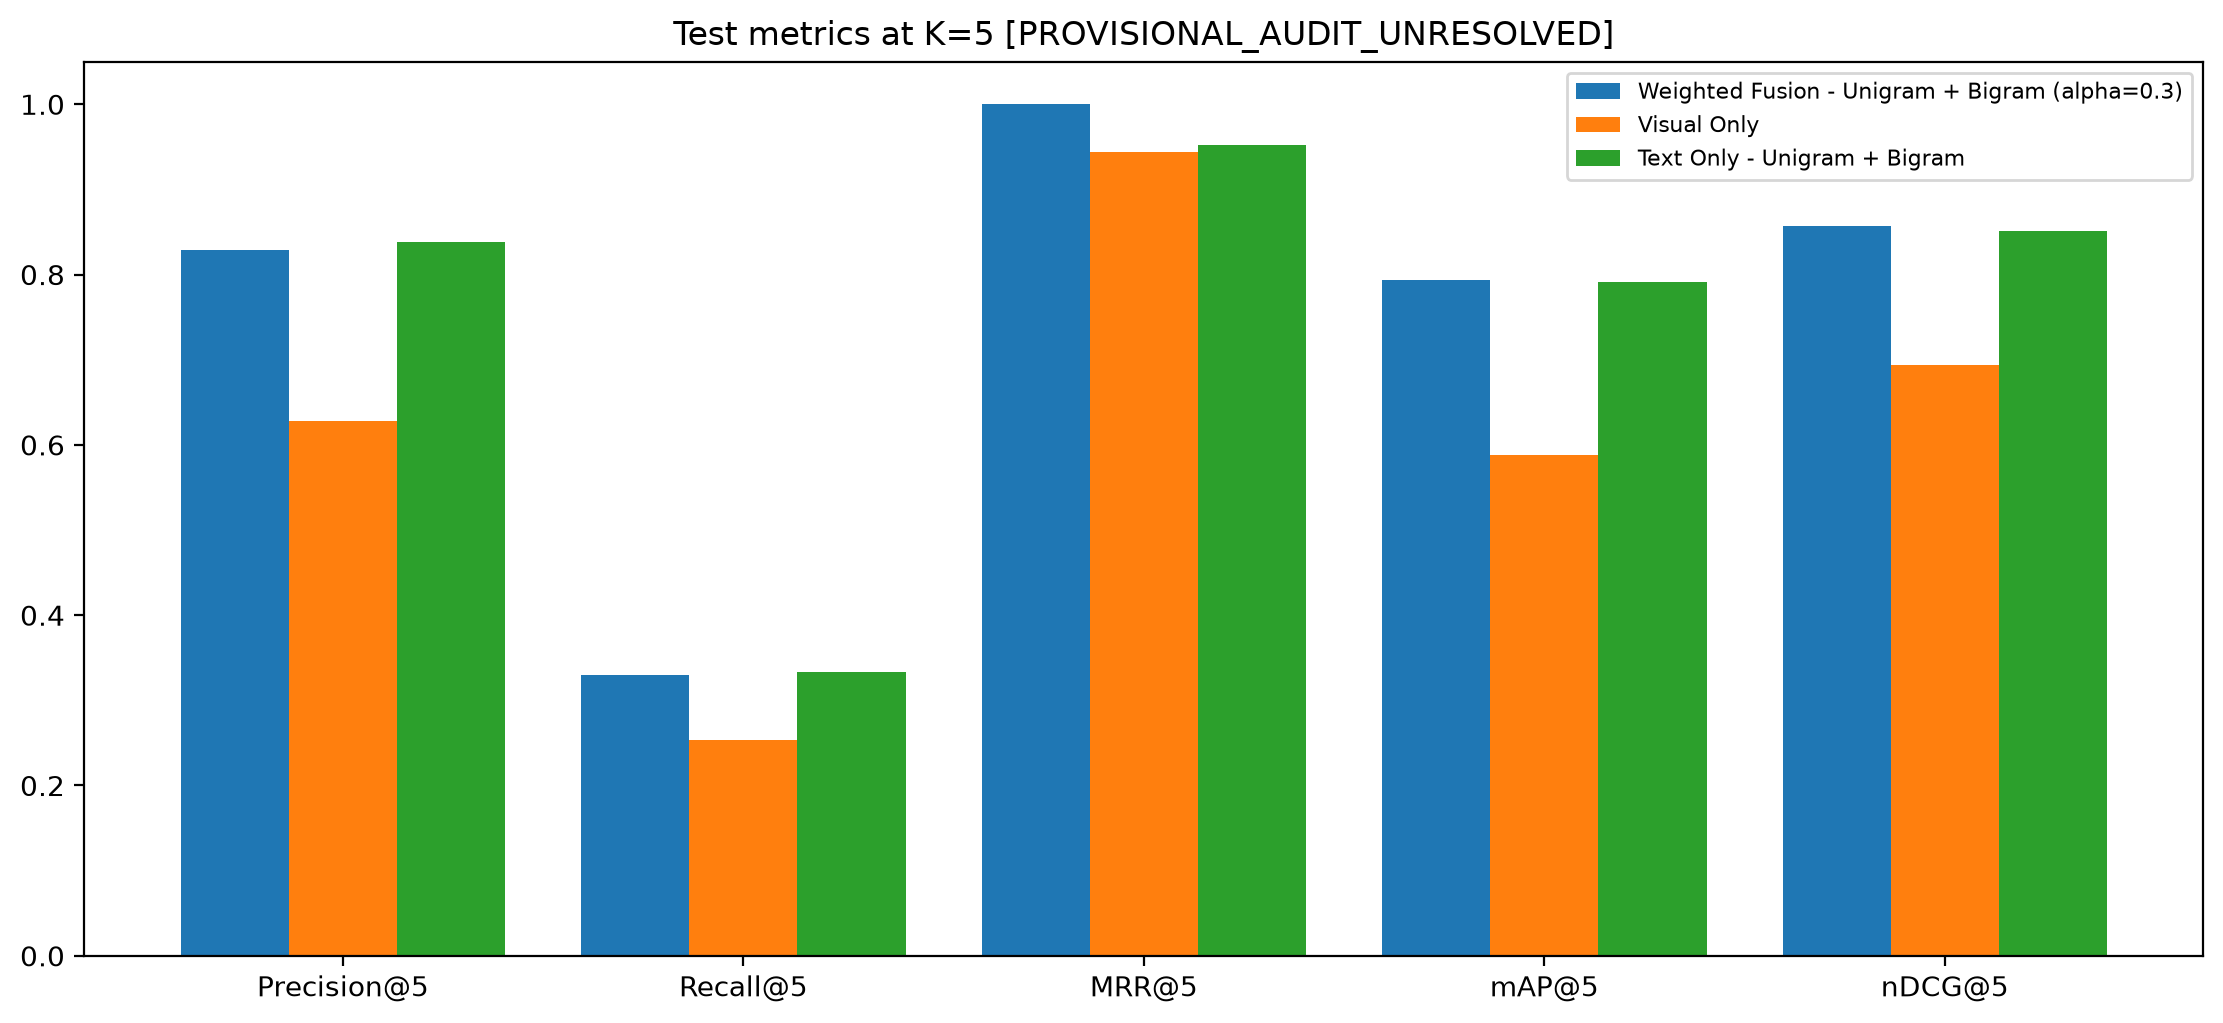 Test metrics at K=5 [PROVISIONAL_AUDIT_UNRESOLVED]
Weighted Fusion - Unigram + Bigram (alpha=0.3)
Visual Only
Text Only - Unigram + Bigram
1.0
0.8
0.6
0.4
0.2
0.0
Precision@5
Recall@5
MRR@5
mAP@5
nDCG@5